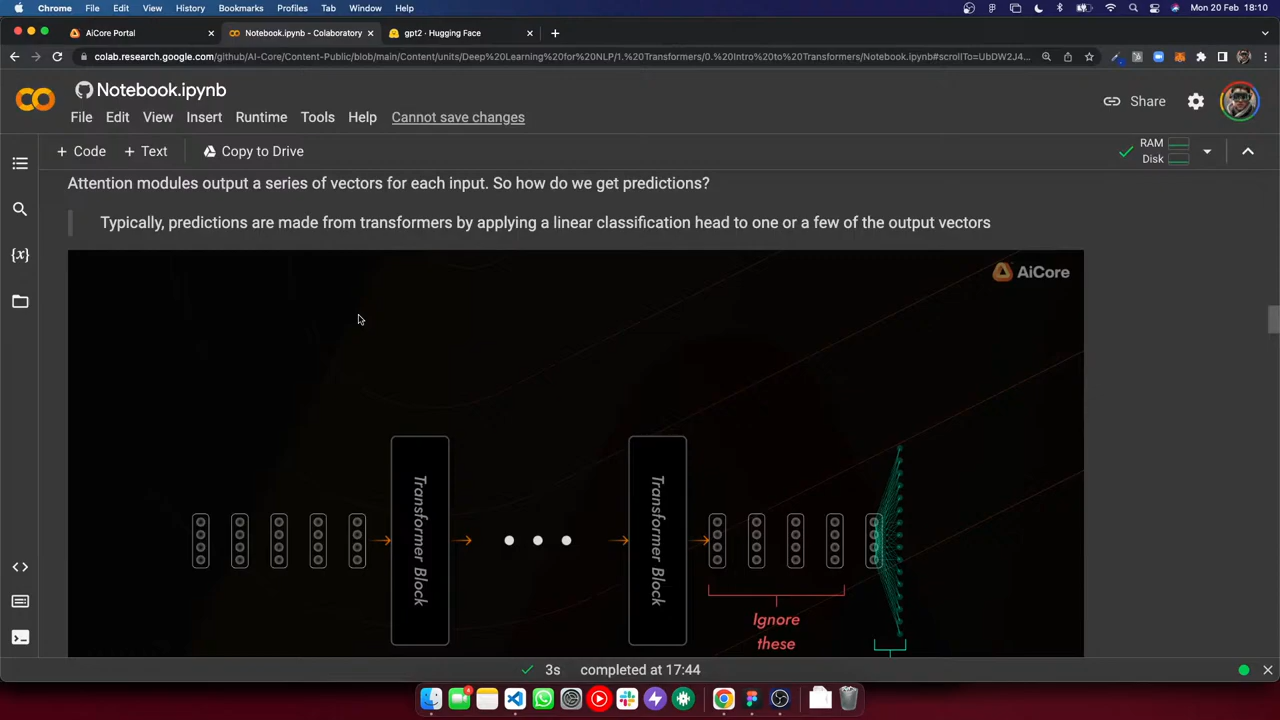 Chrome File Edit View History Bookmarks Profiles Tab Window Help Mon 20 Feb 18:10
AiCore Portal Notebook.ipynb - Colaboratory gpt2 · Hugging Face
colab.research.google.com/github/AI-Core/Content-Public/blob/main/Content/units/Deep%20Learning%20for%20NLP/1.%20Transformers/0.%20Intro%20to%20Transformers/Notebook.ipynb#scrollTo=UbDW2J4...
Notebook.ipynb
Share
File Edit View Insert Runtime Tools Help Cannot save changes
+ Code + Text Copy to Drive
RAM
Disk
Attention modules output a series of vectors for each input. So how do we get predictions?
Typically, predictions are made from transformers by applying a linear classification head to one or a few of the output vectors
AiCore
Transformer Block
Transformer Block
Ignore
these
3s completed at 17:44